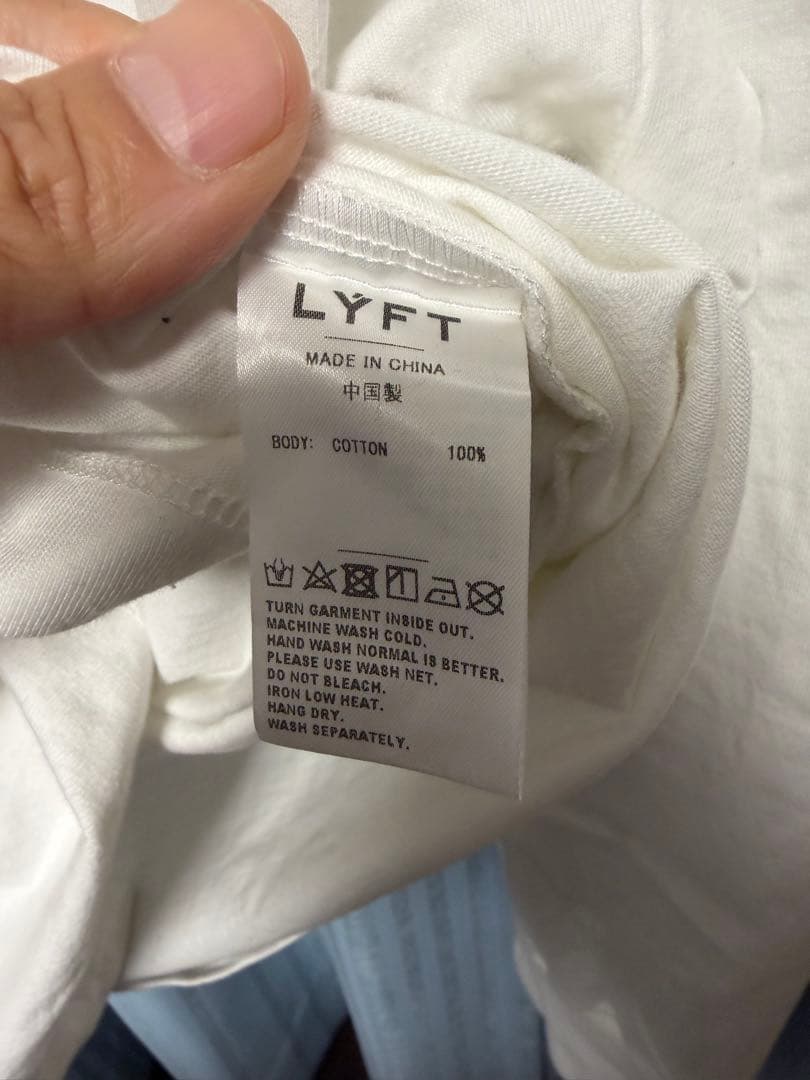 LÝFT
MADE IN CHINA
中国製
BODY: COTTON 100%
TURN GARMENT INSIDE OUT.
MACHINE WASH COLD.
HAND WASH NORMAL IS BETTER.
PLEASE USE WASH NET.
DO NOT BLEACH.
IRON LOW HEAT.
HANG DRY.
WASH SEPARATELY.